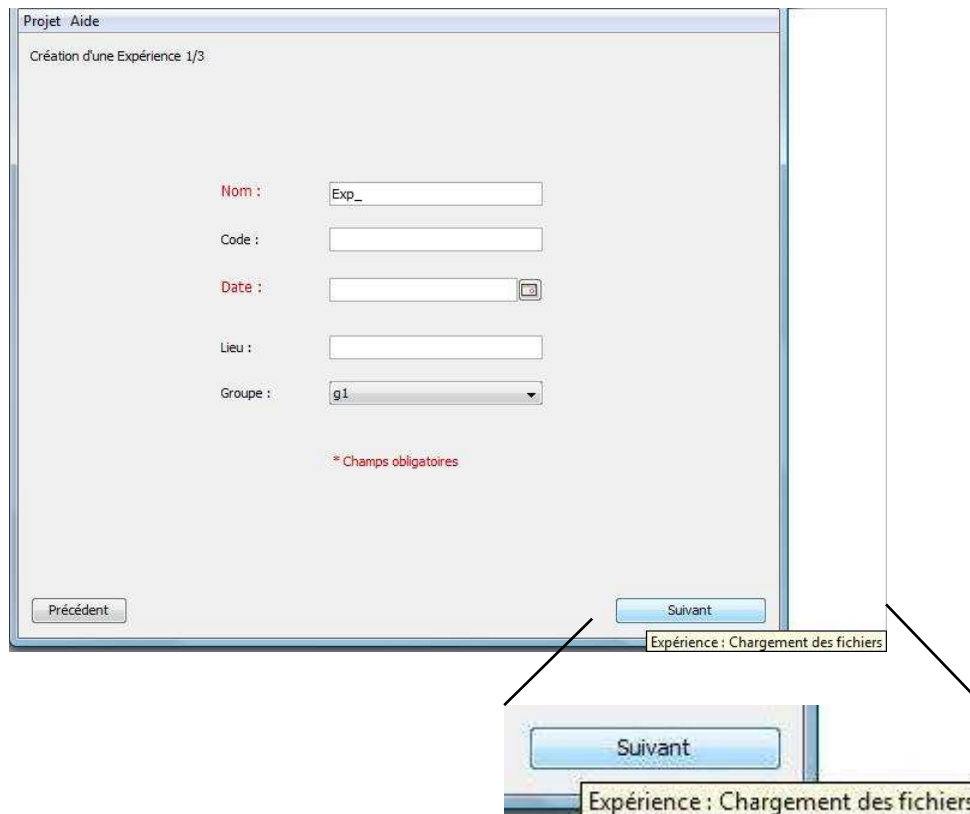 Projet Aide
Création d'une Expérience 1/3
Nom :
Exp_
Code :
Date :
Lieu :
Groupe :
g1
* Champs obligatoires
Précédent
Suivant
Expérience : Chargement des fichiers
Suivant
Expérience : Chargement des fichiers